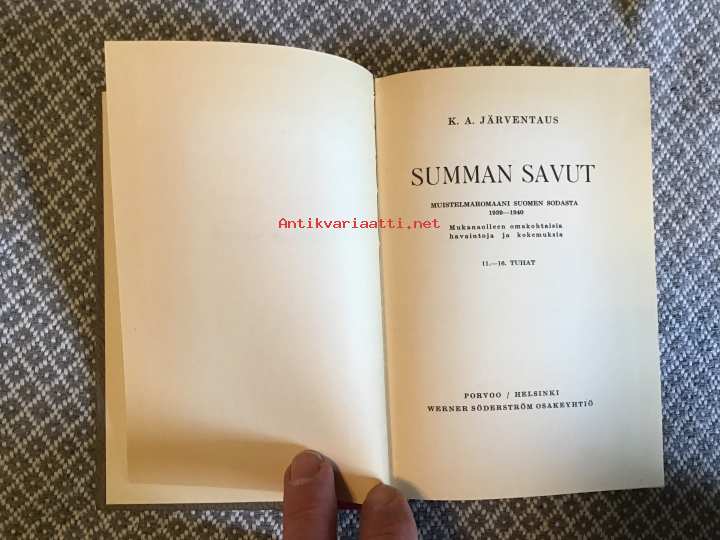 K. A. JÄRVENTAUS
SUMMAN SAVUT
MUISTELMAROMAANI SUOMEN SODASTA
1939—1940
Mukanaolleen omakohtaisia
havaintoja ja kokemuksia
11.—16. TUHAT
PORVOO / HELSINKI
WERNER SÖDERSTRÖM OSAKEYHTIÖ
Antikvariaatti.net